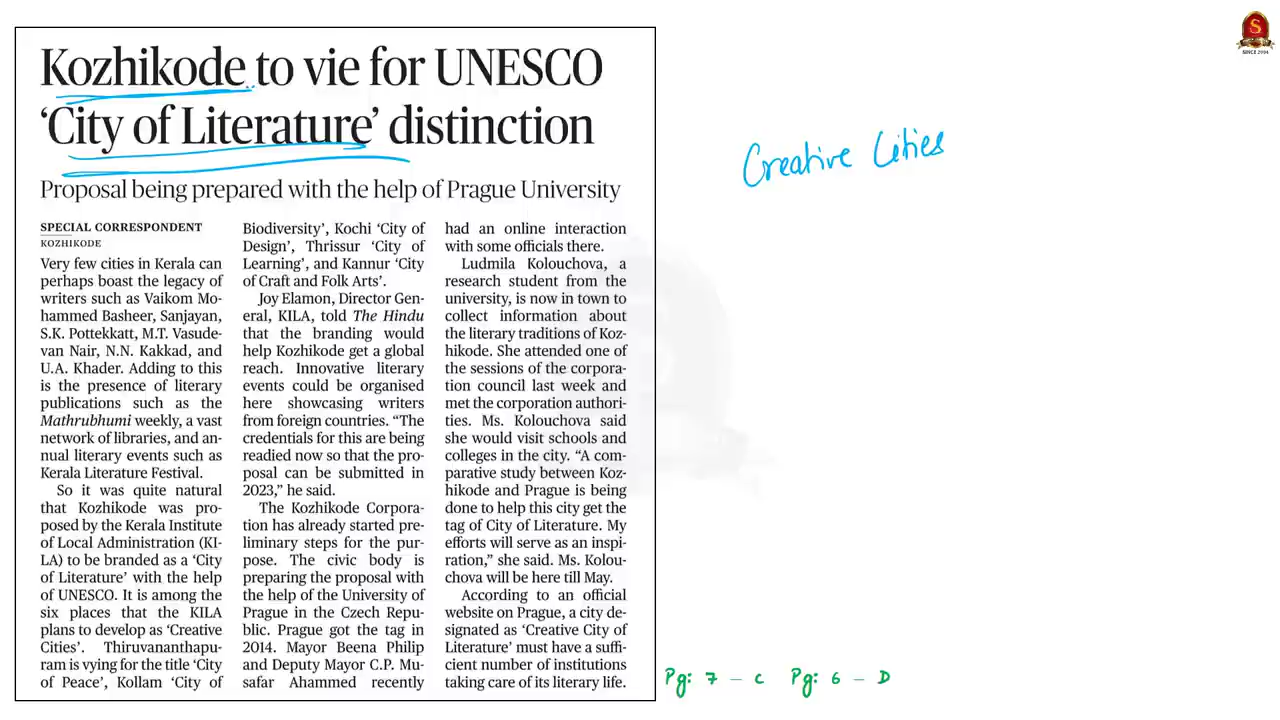 Kozhikode to vie for UNESCO
‘City of Literature’ distinction
Proposal being prepared with the help of Prague University
SPECIAL CORRESPONDENT
KOZHIKODE
Very few cities in Kerala can
perhaps boast the legacy of
writers such as Vaikom Mo-
hammed Basheer, Sanjayan,
S.K. Pottekkatt, M.T. Vasude-
van Nair, N.N. Kakkad, and
U.A. Khader. Adding to this
is the presence of literary
publications such as the
Mathrubhumi weekly, a vast
network of libraries, and an-
nual literary events such as
Kerala Literature Festival.
So it was quite natural
that Kozhikode was pro-
posed by the Kerala Institute
of Local Administration (KI-
LA) to be branded as a ‘City
of Literature’ with the help
of UNESCO. It is among the
six places that the KILA
plans to develop as ‘Creative
Cities’. Thiruvananthapu-
ram is vying for the title ‘City
of Peace’, Kollam ‘City of
Biodiversity’, Kochi ‘City of
Design’, Thrissur ‘City of
Learning’, and Kannur ‘City
of Craft and Folk Arts’.
Joy Elamon, Director Gen-
eral, KILA, told The Hindu
that the branding would
help Kozhikode get a global
reach. Innovative literary
events could be organised
here showcasing writers
from foreign countries. “The
credentials for this are being
readied now so that the pro-
posal can be submitted in
2023,” he said.
The Kozhikode Corpora-
tion has already started pre-
liminary steps for the pur-
pose. The civic body is
preparing the proposal with
the help of the University of
Prague in the Czech Repu-
blic. Prague got the tag in
2014. Mayor Beena Philip
and Deputy Mayor C.P. Mu-
safar Ahammed recently
had an online interaction
with some officials there.
Ludmila Kolouchova, a
research student from the
university, is now in town to
collect information about
the literary traditions of Koz-
hikode. She attended one of
the sessions of the corpora-
tion council last week and
met the corporation authori-
ties. Ms. Kolouchova said
she would visit schools and
colleges in the city. “A com-
parative study between Koz-
hikode and Prague is being
done to help this city get the
tag of City of Literature. My
efforts will serve as an inspi-
ration,” she said. Ms. Kolou-
chova will be here till May.
According to an official
website on Prague, a city de-
signated as ‘Creative City of
Literature’ must have a suffi-
cient number of institutions
taking care of its literary life.
Creative Cities
Pg: 7 - C Pg: 6 - D
S
SINCE 2004